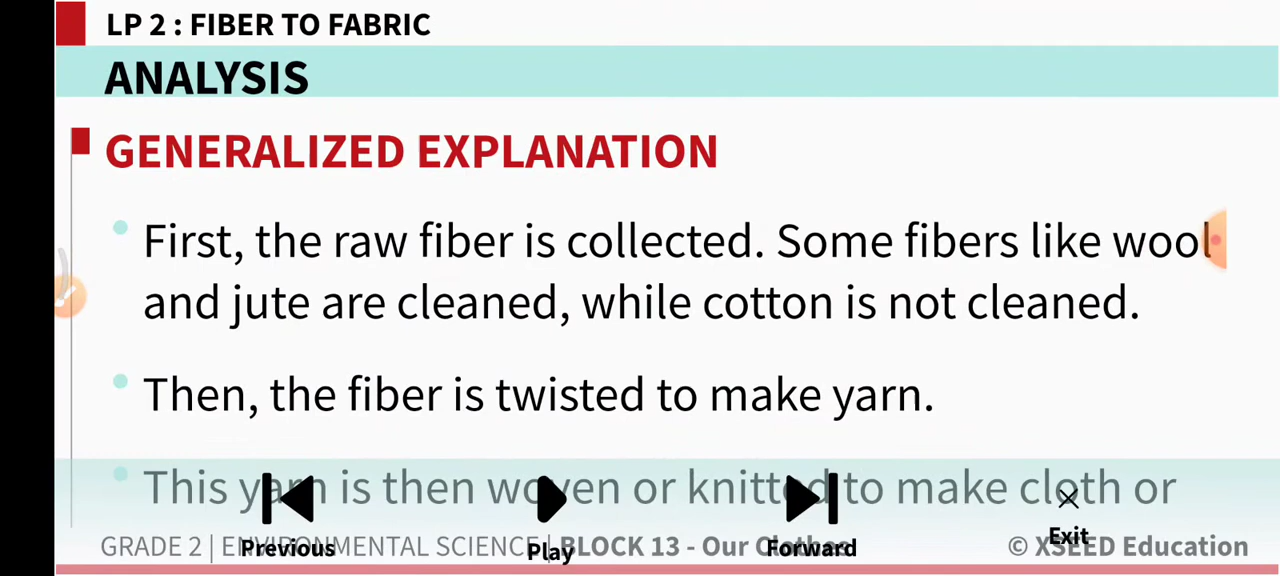 LP 2 : FIBER TO FABRIC
ANALYSIS
GENERALIZED EXPLANATION
First, the raw fiber is collected. Some fibers like wool
and jute are cleaned, while cotton is not cleaned.
Then, the fiber is twisted to make yarn.
This yarn is then woven or knitted to make cloth or
GRADE 2 | ENVIRONMENTAL SCIENCE | BLOCK 13 - Our Clothes © XSEED Education
Previous Play Forward Exit